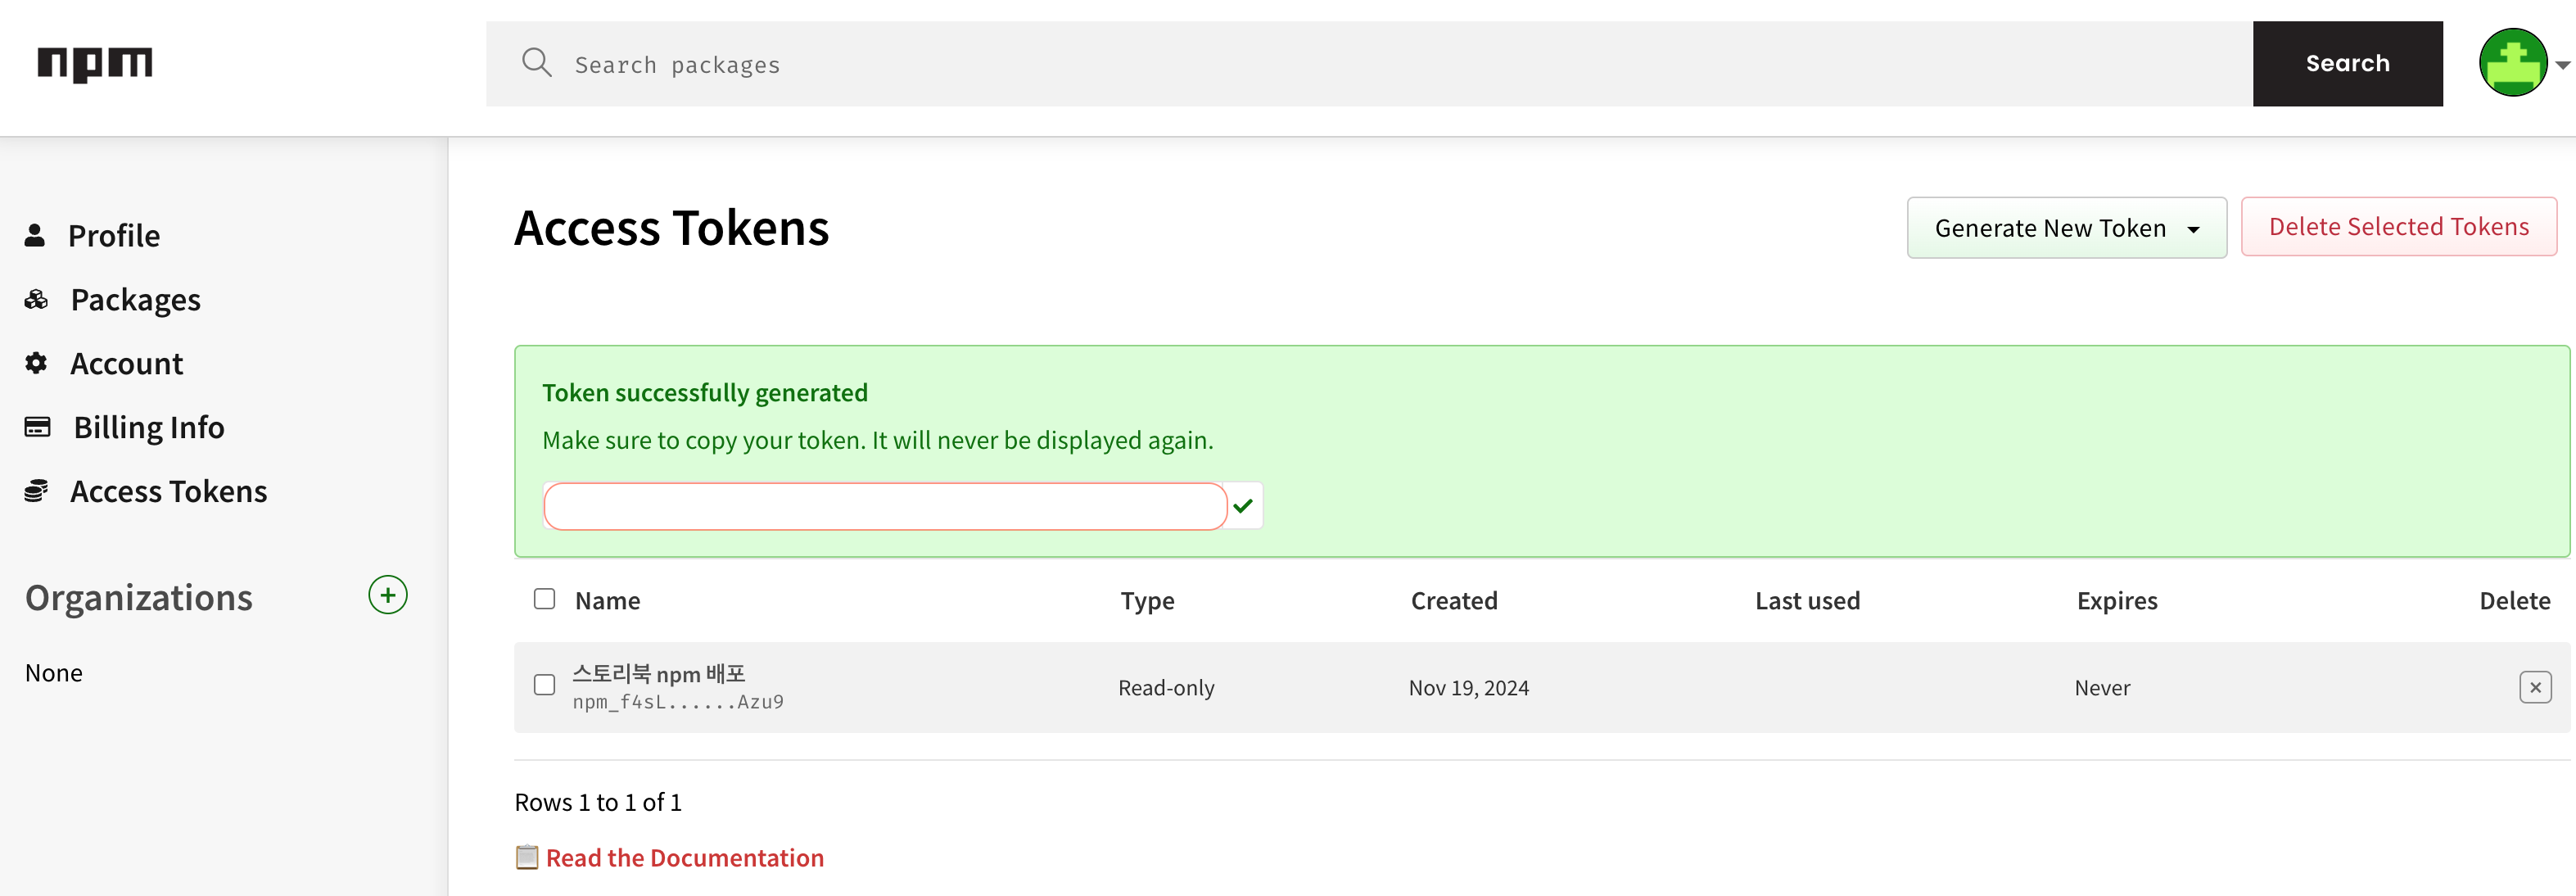 npm
Search packages
Search
Profile
Packages
Account
Billing Info
Access Tokens
Organizations
None
Access Tokens
Generate New Token
Delete Selected Tokens
Token successfully generated
Make sure to copy your token. It will never be displayed again.
Name Type Created Last used Expires Delete
스토리북 npm 배포
npm_f4sL......Azu9
Read-only Nov 19, 2024 Never
Rows 1 to 1 of 1
Read the Documentation